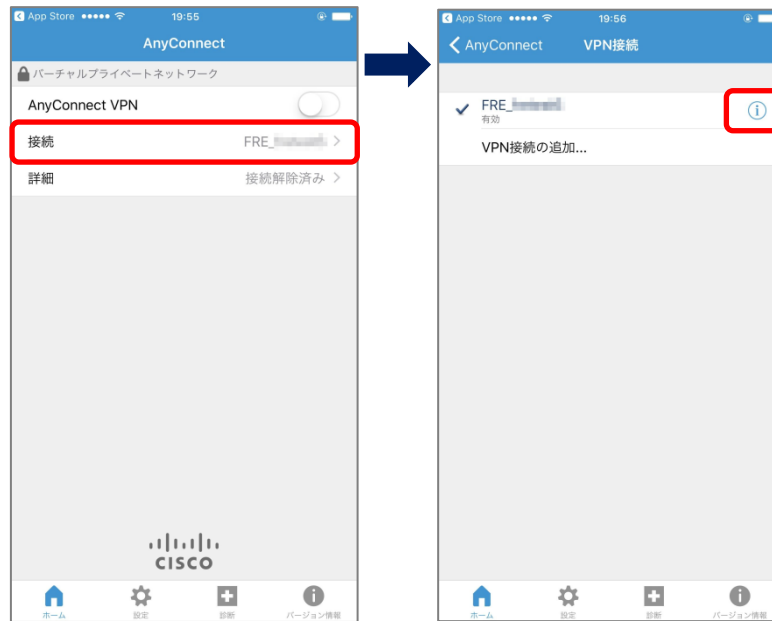 App Store 19:55
AnyConnect
バーチャルプライベートネットワーク
AnyConnect VPN
接続 FRE_
詳細 接続解除済み
CISCO
ホーム 設定 診断 バージョン情報
App Store 19:56
AnyConnect VPN接続
FRE_
有効
VPN接続の追加...
ホーム 設定 診断 バージョン情報